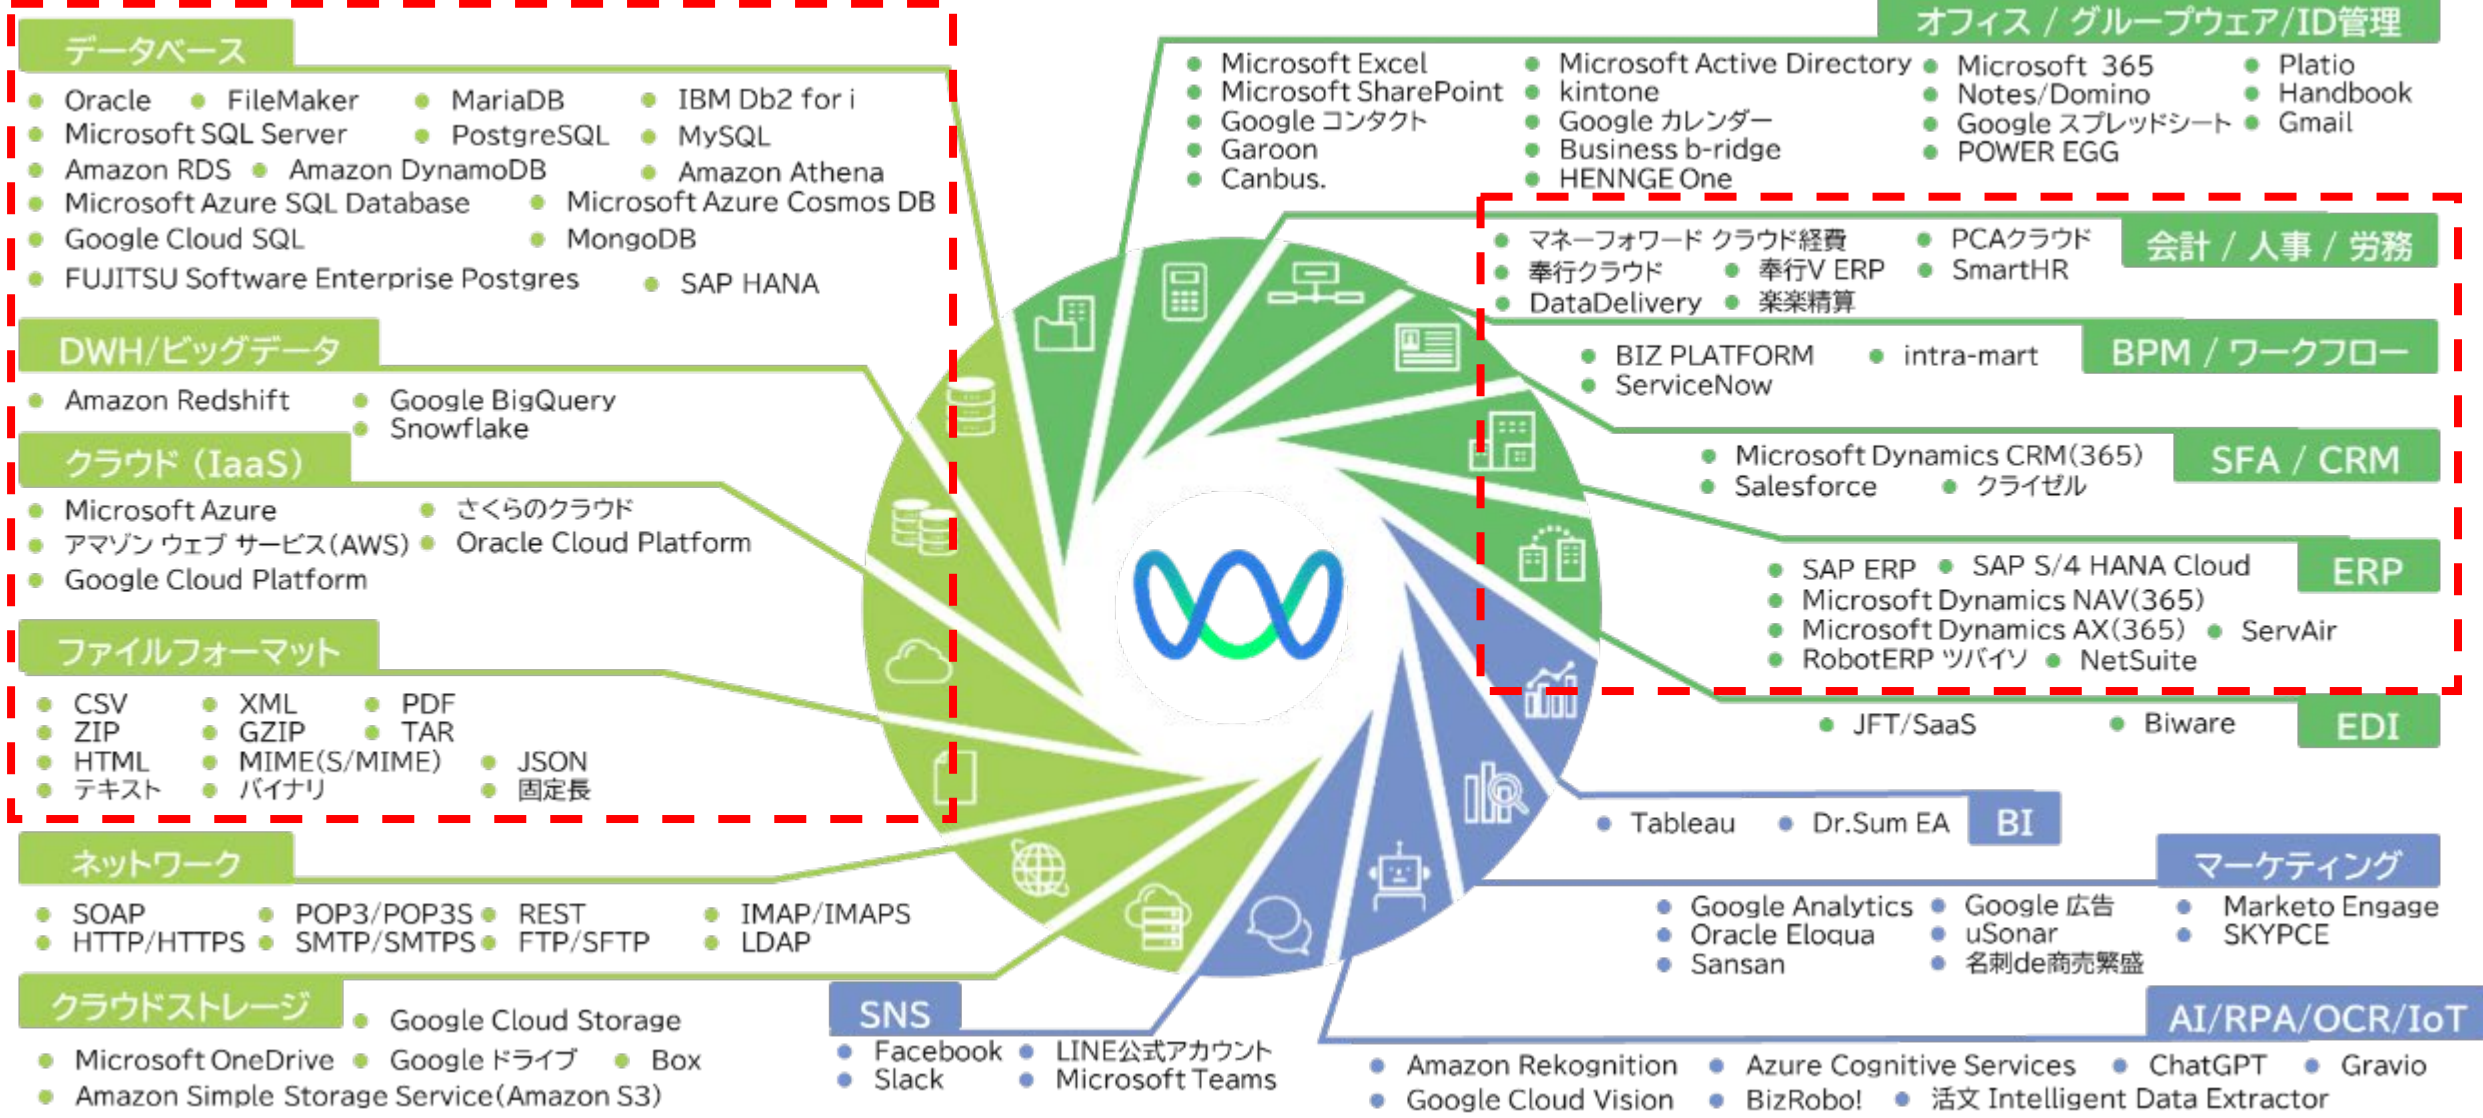 データベース
Oracle
FileMaker
MariaDB
IBM Db2 for i
Microsoft SQL Server
PostgreSQL
MySQL
Amazon RDS
Amazon DynamoDB
Amazon Athena
Microsoft Azure SQL Database
Microsoft Azure Cosmos DB
Google Cloud SQL
MongoDB
FUJITSU Software Enterprise Postgres
SAP HANA
DWH/ビッグデータ
Amazon Redshift
Google BigQuery
Snowflake
クラウド（IaaS）
Microsoft Azure
さくらのクラウド
アマゾン ウェブ サービス(AWS)
Oracle Cloud Platform
Google Cloud Platform
ファイルフォーマット
CSV
XML
PDF
ZIP
GZIP
TAR
HTML
MIME(S/MIME)
JSON
テキスト
バイナリ
固定長
ネットワーク
SOAP
POP3/POP3S
REST
IMAP/IMAPS
HTTP/HTTPS
SMTP/SMTPS
FTP/SFTP
LDAP
クラウドストレージ
Google Cloud Storage
Microsoft OneDrive
Google ドライブ
Box
Amazon Simple Storage Service(Amazon S3)
オフィス / グループウェア/ID管理
Microsoft Excel
Microsoft Active Directory
Microsoft 365
Platio
Microsoft SharePoint
kintone
Notes/Domino
Handbook
Google コンタクト
Google カレンダー
Google スプレッドシート
Gmail
Garoon
Business b-ridge
POWER EGG
Canbus.
HENNGE One
会計 / 人事 / 労務
マネーフォワード クラウド経費
PCAクラウド
奉行クラウド
奉行V ERP
SmartHR
DataDelivery
楽楽精算
BPM / ワークフロー
BIZ PLATFORM
intra-mart
ServiceNow
SFA / CRM
Microsoft Dynamics CRM(365)
Salesforce
クライゼル
ERP
SAP ERP
SAP S/4 HANA Cloud
Microsoft Dynamics NAV(365)
Microsoft Dynamics AX(365)
ServAir
RobotERP ツバイソ
NetSuite
EDI
JFT/SaaS
Biware
BI
Tableau
Dr.Sum EA
マーケティング
Google Analytics
Google 広告
Marketo Engage
Oracle Eloqua
uSonar
SKYPCE
Sansan
名刺de商売繁盛
SNS
Facebook
LINE公式アカウント
Slack
Microsoft Teams
AI/RPA/OCR/IoT
Amazon Rekognition
Azure Cognitive Services
ChatGPT
Gravio
Google Cloud Vision
BizRobo!
活文 Intelligent Data Extractor